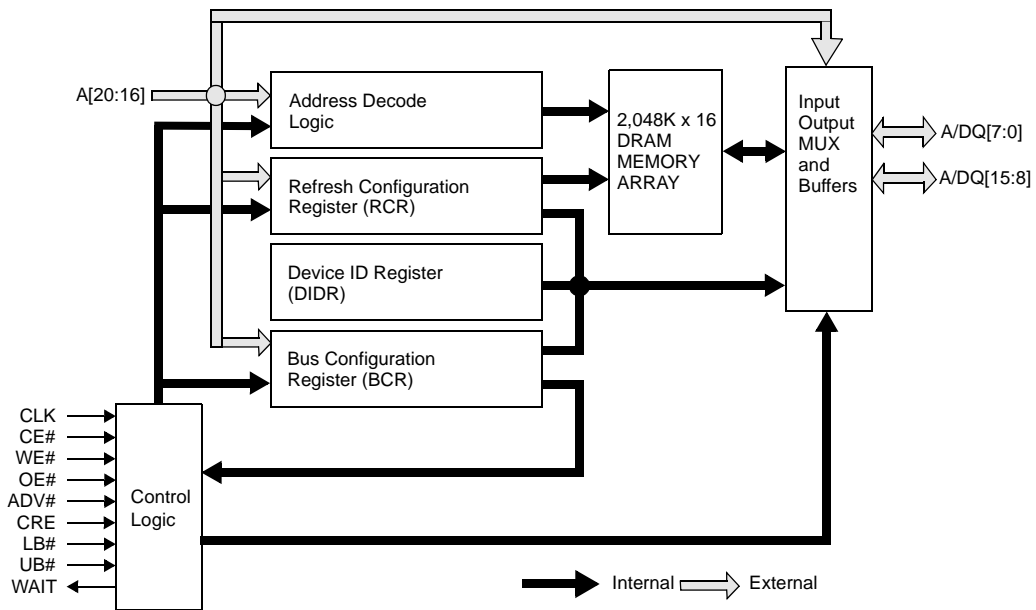 A[20:16]
Address Decode
Logic
Refresh Configuration
Register (RCR)
Device ID Register
(DIDR)
Bus Configuration
Register (BCR)
2,048K x 16
DRAM
MEMORY
ARRAY
Input
Output
MUX
and
Buffers
A/DQ[7:0]
A/DQ[15:8]
CLK
CE#
WE#
OE#
ADV#
CRE
LB#
UB#
WAIT
Control
Logic
Internal
External